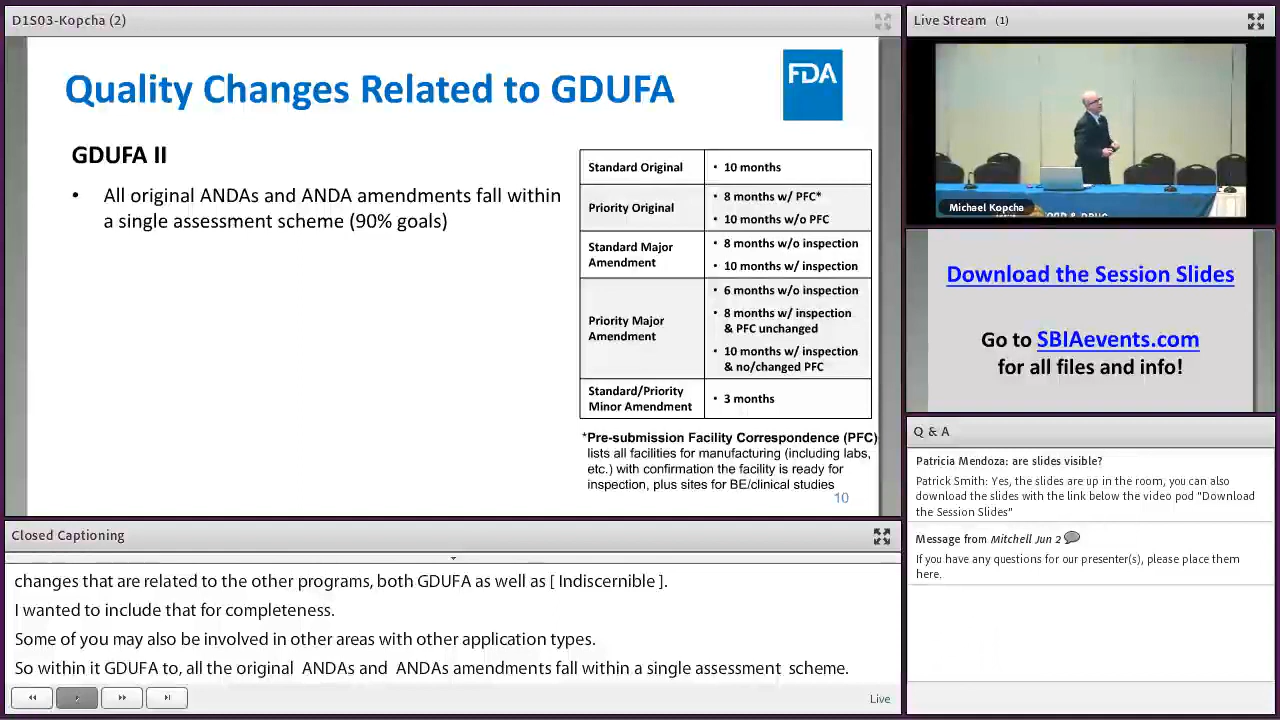 D1S03-Kopcha (2)
Quality Changes Related to GDUFA
FDA
GDUFA II
• All original ANDAs and ANDA amendments fall within
a single assessment scheme (90% goals)
Standard Original
• 10 months
Priority Original
• 8 months w/ PFC*
• 10 months w/o PFC
Standard Major
Amendment
• 8 months w/o inspection
• 10 months w/ inspection
Priority Major
Amendment
• 6 months w/o inspection
• 8 months w/ inspection
& PFC unchanged
• 10 months w/ inspection
& no/changed PFC
Standard/Priority
Minor Amendment
• 3 months
*Pre-submission Facility Correspondence (PFC)
lists all facilities for manufacturing (including labs,
etc.) with confirmation the facility is ready for
inspection, plus sites for BE/clinical studies
10
Closed Captioning
changes that are related to the other programs, both GDUFA as well as [ Indiscernible ].
I wanted to include that for completeness.
Some of you may also be involved in other areas with other application types.
So within it GDUFA to, all the original ANDAs and ANDAs amendments fall within a single assessment scheme.
Live
Live Stream (1)
Michael Kopcha
Download the Session Slides
Go to SBIAevents.com
for all files and info!
Q & A
Patricia Mendoza: are slides visible?
Patrick Smith: Yes, the slides are up in the room, you can also
download the slides with the link below the video pod "Download
the Session Slides"
Message from Mitchell Jun 2
If you have any questions for our presenter(s), please place them
here.